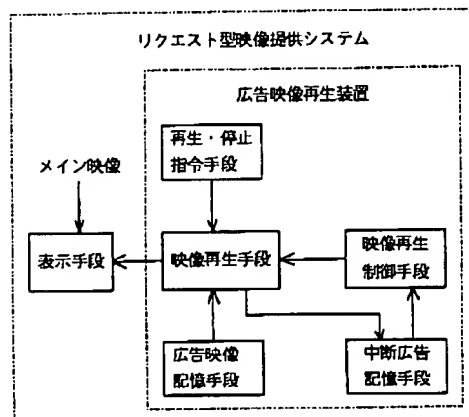 リクエスト型映像提供システム
広告映像再生装置
再生・停止
指令手段
メイン映像
表示手段
映像再生手段
映像再生
制御手段
広告映像
記憶手段
中断広告
記憶手段